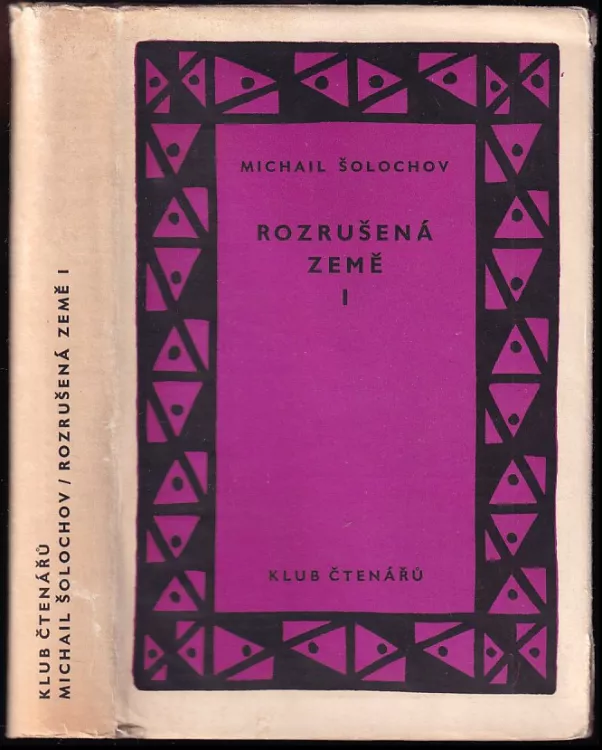 MICHAIL ŠOLOCHOV
ROZRUŠENÁ
ZEMĚ
I
KLUB ČTENÁŘŮ
KLUB ČTENÁŘŮ
MICHAIL ŠOLOCHOV / ROZRUŠENÁ ZEMĚ I